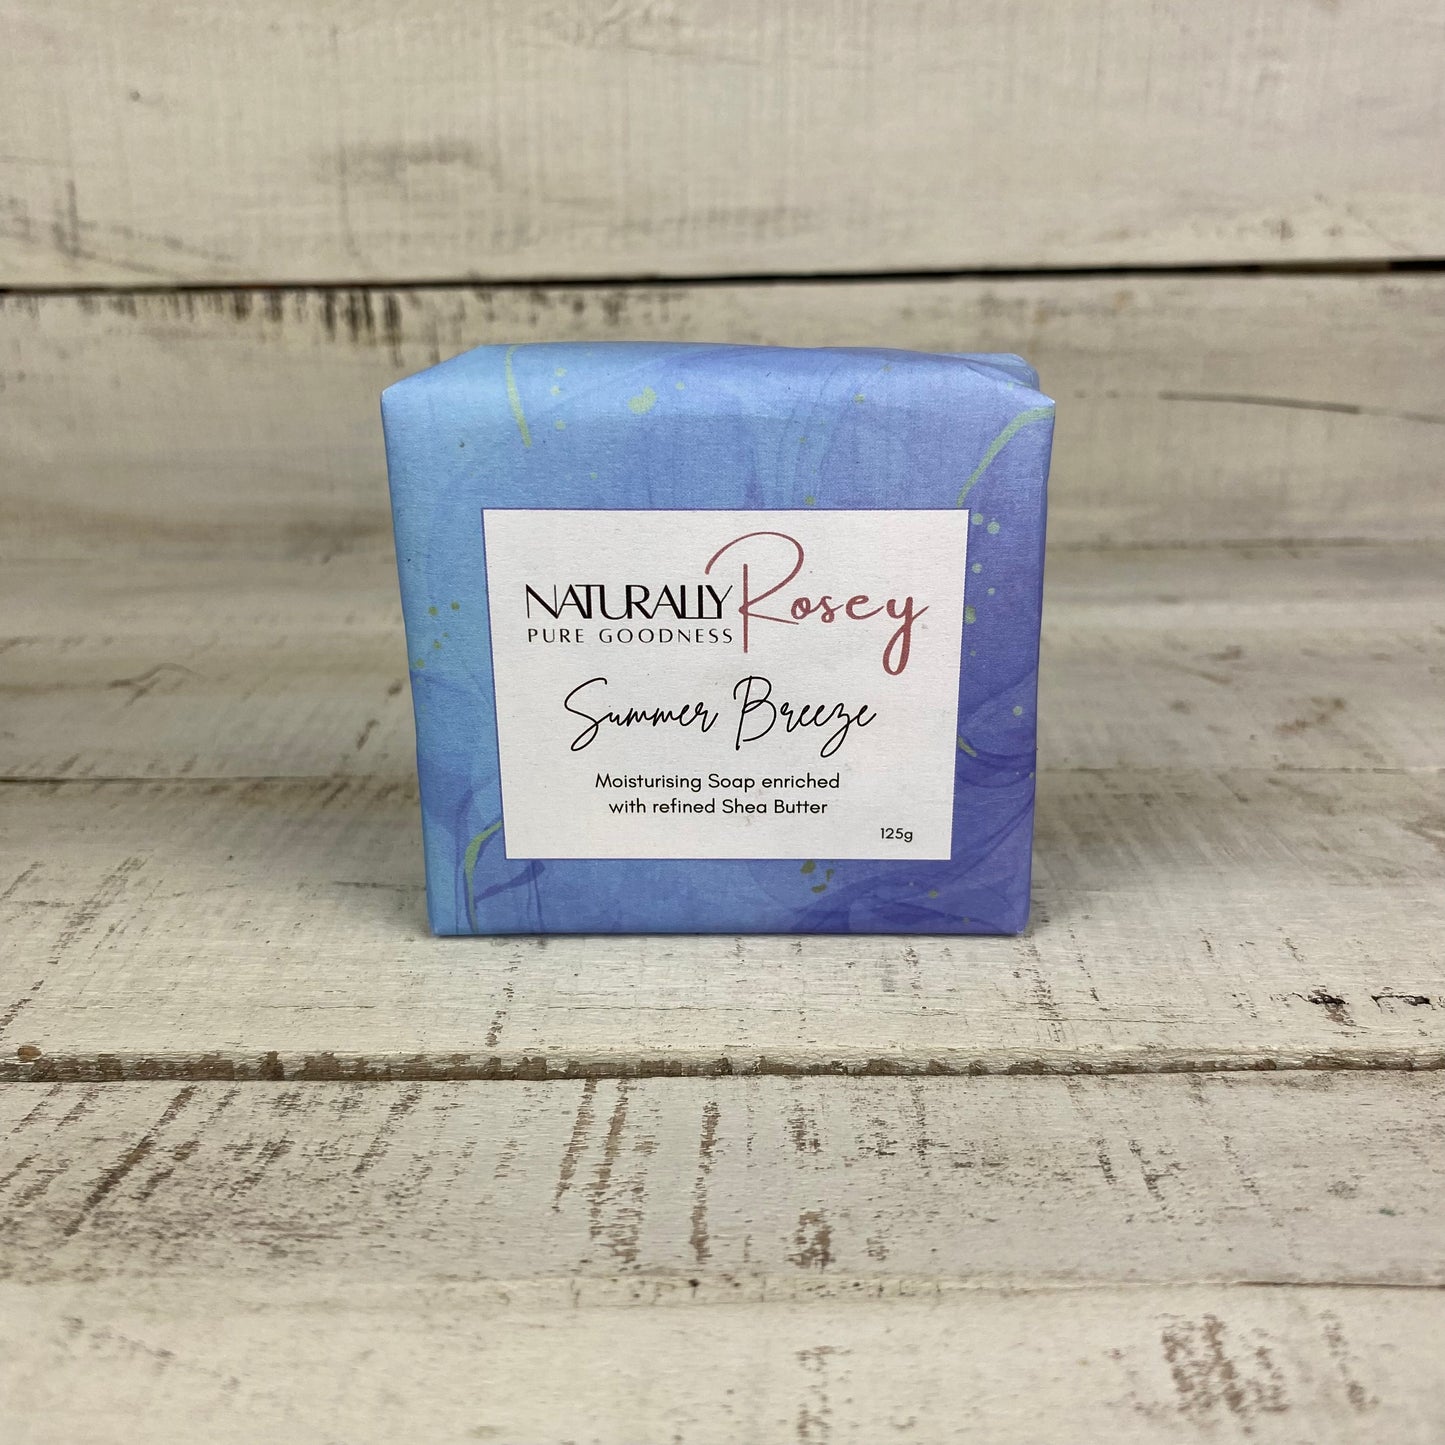 NATURALLY Rosey
PURE GOODNESS
Summer Breeze
Moisturising Soap enriched
with refined Shea Butter
125g